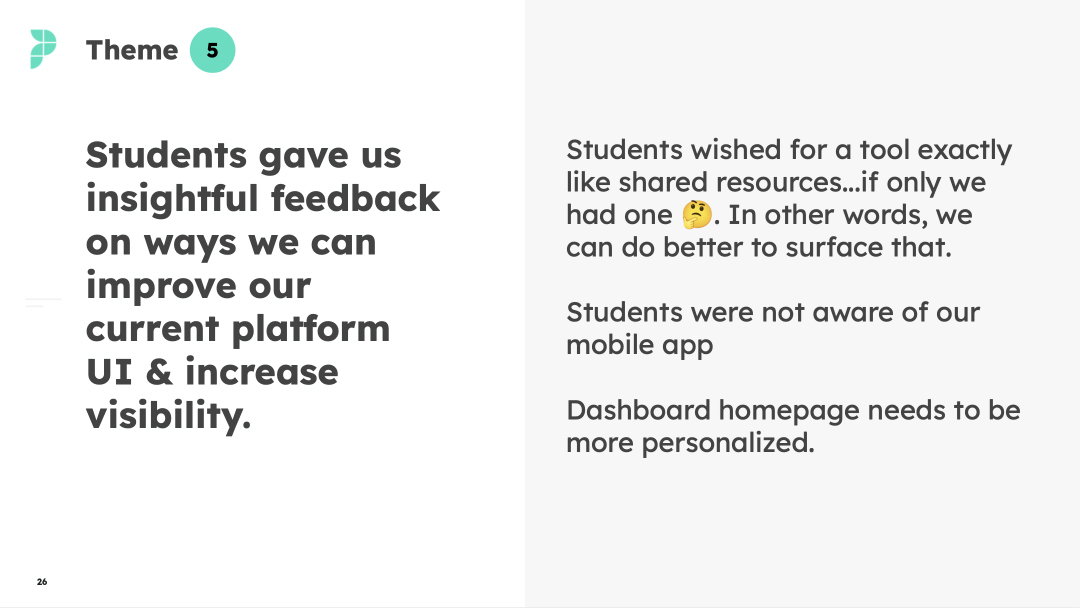 Theme 5
Students gave us
insightful feedback
on ways we can
improve our
current platform
UI & increase
visibility.
Students wished for a tool exactly
like shared resources...if only we
had one 🤔. In other words, we
can do better to surface that.
Students were not aware of our
mobile app
Dashboard homepage needs to be
more personalized.
26